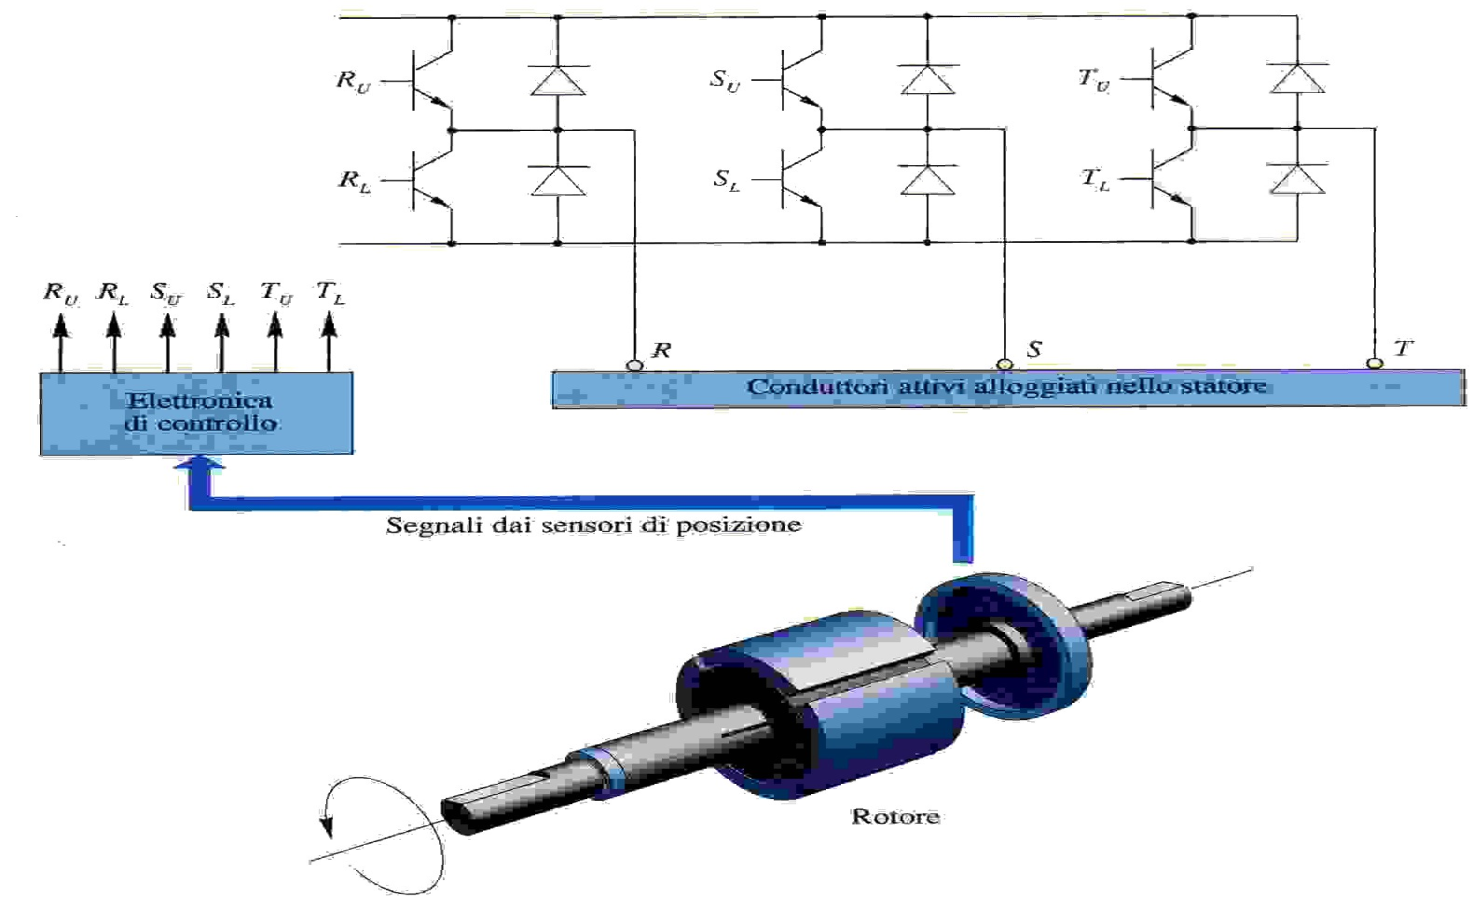 R_U
S_U
T_U
R_L
S_L
T_L
R_U R_L S_U S_L T_U T_L
R
S
T
Conduttori attivi alloggiati nello statore
Elettronica
di controllo
Segnali dai sensori di posizione
Rotore